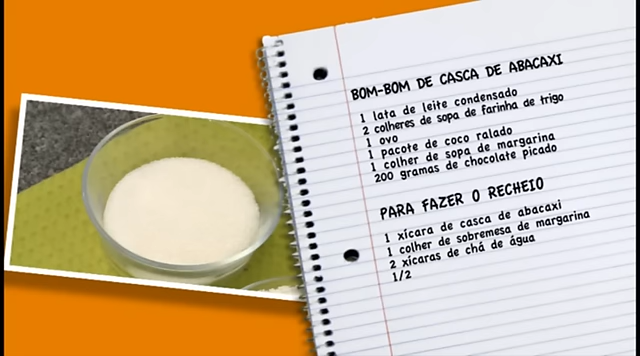 BOM-BOM DE CASCA DE ABACAXI
1 lata de leite condensado
2 colheres de sopa de farinha de trigo
1 ovo
1 pacote de coco ralado
1 colher de sopa de margarina
200 gramas de chocolate picado
PARA FAZER O RECHEIO
1 xícara de casca de abacaxi
1 colher de sobremesa de margarina
2 xícaras de chá de água
1/2